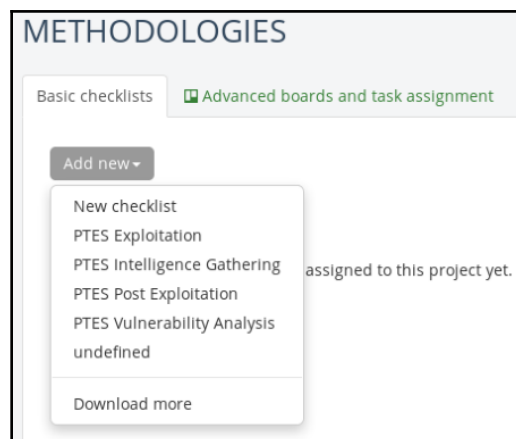 METHODOLOGIES
Basic checklists
Advanced boards and task assignment
Add new
New checklist
PTES Exploitation
PTES Intelligence Gathering
assigned to this project yet.
PTES Post Exploitation
PTES Vulnerability Analysis
undefined
Download more